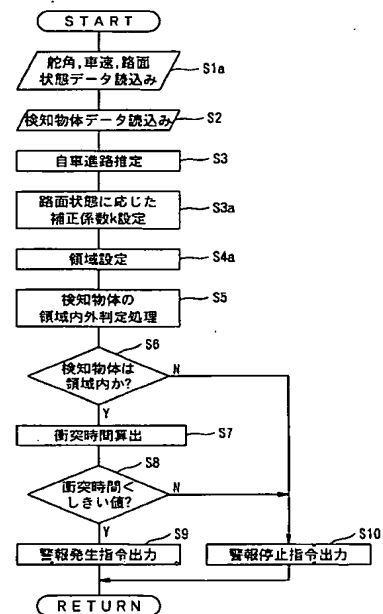 START
舵角,車速,路面
状態データ読込み
S1a
検知物体データ読込み
S2
自車進路推定
S3
路面状態に応じた
補正係数k設定
S3a
領域設定
S4a
検知物体の
領域内外判定処理
S5
S6
検知物体は
領域内か?
N
Y
衝突時間算出
S7
S8
衝突時間<
しきい値?
N
Y
S9
警報発生指令出力
S10
警報停止指令出力
RETURN